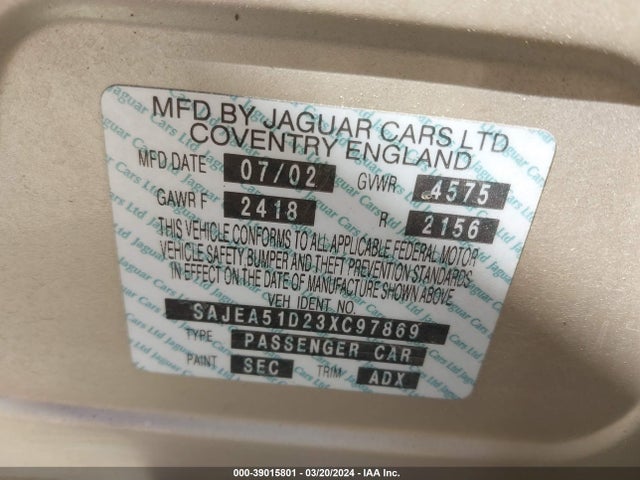 MFD BY JAGUAR CARS LTD
COVENTRY ENGLAND
MFD DATE 07/02 GVWR 4575
GAWR F 2418 R 2156
THIS VEHICLE CONFORMS TO ALL APPLICABLE FEDERAL MOTOR
VEHICLE SAFETY BUMPER AND THEFT PREVENTION STANDARDS
IN EFFECT ON THE DATE OF MANUFACTURE SHOWN ABOVE
VEH IDENT NO.
SAJEA51D23XC97869
TYPE PASSENGER CAR
PAINT SEC TRIM ADX
000-39015801 - 03/20/2024 - IAA Inc.